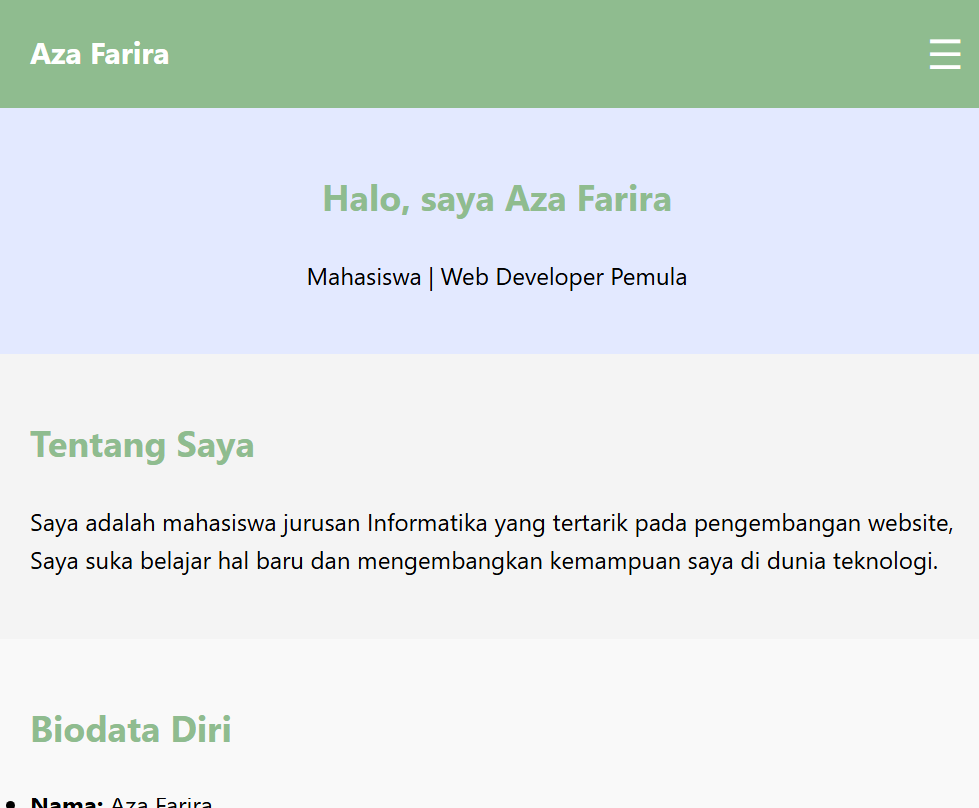 Aza Farira
Halo, saya Aza Farira
Mahasiswa | Web Developer Pemula
Tentang Saya
Saya adalah mahasiswa jurusan Informatika yang tertarik pada pengembangan website,
Saya suka belajar hal baru dan mengembangkan kemampuan saya di dunia teknologi.
Biodata Diri
Nama: Aza Farira